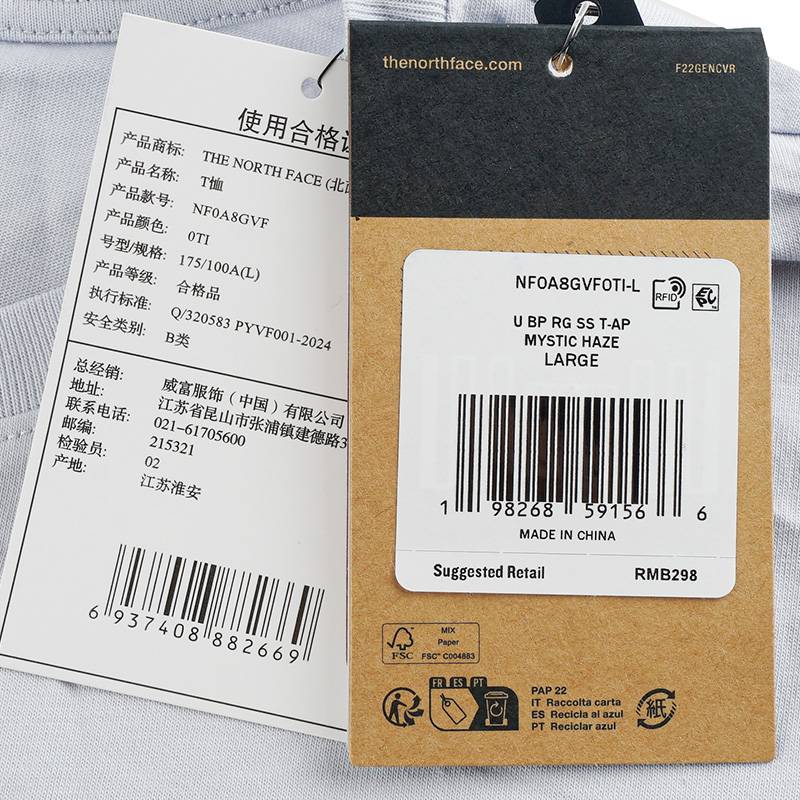 使用合格证
产品商标: THE NORTH FACE (北面
产品名称: T恤
产品款号: NF0A8GVF
产品颜色: 0TI
号型/规格: 175/100A(L)
产品等级: 合格品
执行标准: Q/320583 PYVF001-2024
安全类别: B类
总经销: 威富服饰（中国）有限公司
地址: 江苏省昆山市张浦镇建德路3
联系电话: 021-61705600
邮编: 215321
检验员: 02
产地: 江苏淮安
6 937408 882669
thenorthface.com
F22GENCVR
NF0A8GVF0TI-L
RFID
U BP RG SS T-AP
MYSTIC HAZE
LARGE
1 98268 59156 6
MADE IN CHINA
Suggested Retail RMB298
FSC
MIX
Paper
FSC® C004883
FR ES PT
PAP 22
IT Raccolta carta
ES Recicla al azul
PT Reciclar azul
紙